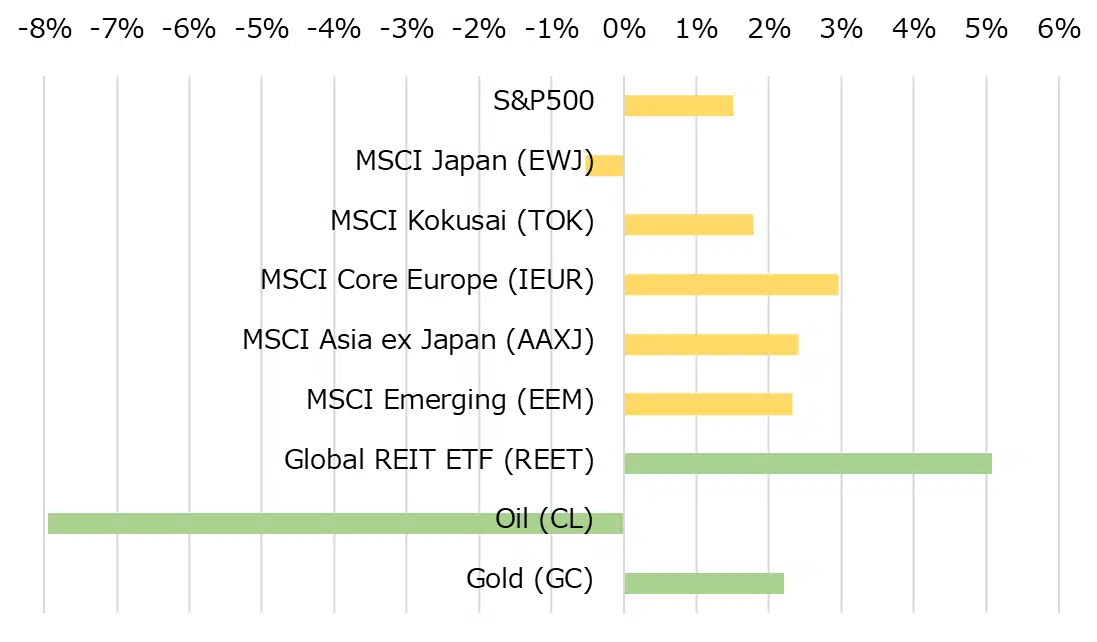 -8% -7% -6% -5% -4% -3% -2% -1% 0% 1% 2% 3% 4% 5% 6%
S&P500
MSCI Japan (EWJ)
MSCI Kokusai (TOK)
MSCI Core Europe (IEUR)
MSCI Asia ex Japan (AAXJ)
MSCI Emerging (EEM)
Global REIT ETF (REET)
Oil (CL)
Gold (GC)